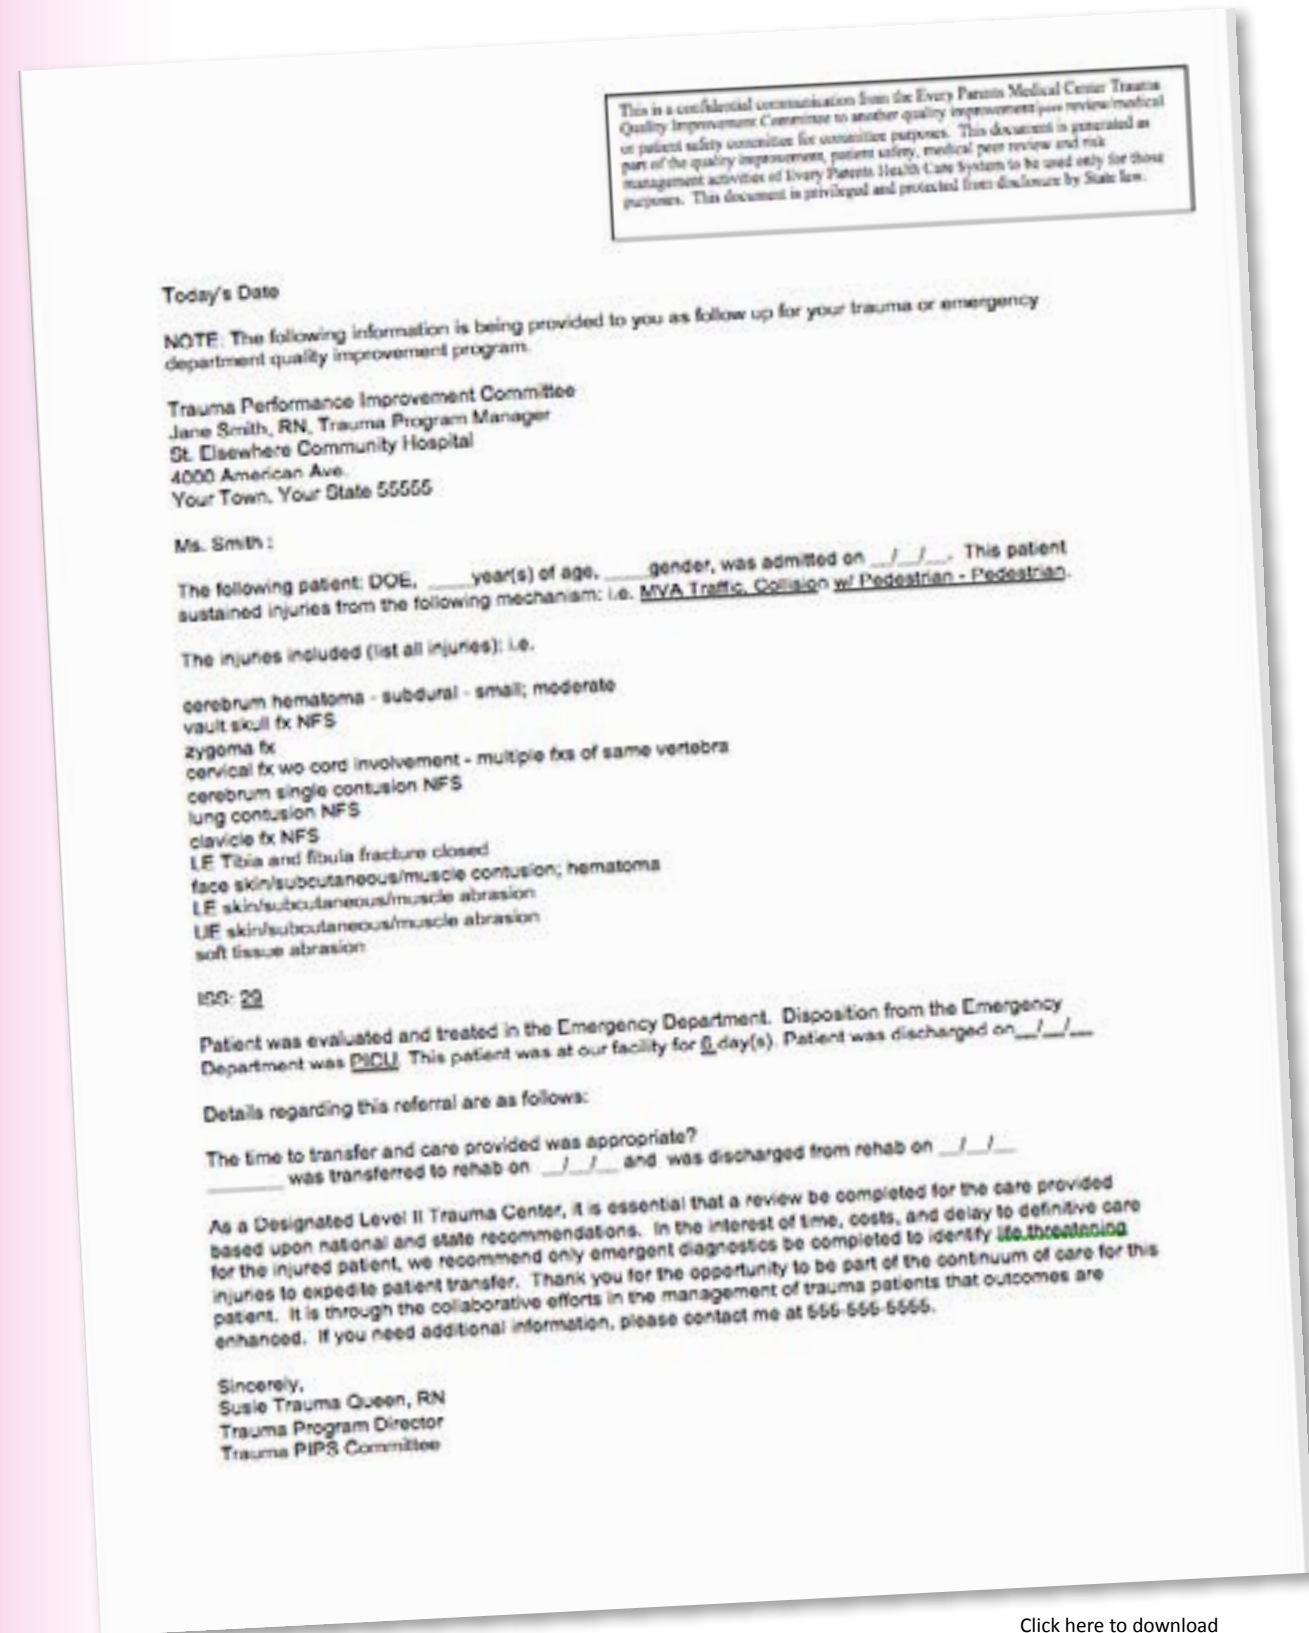 This is a confidential communication from the Every Parents Medical Center Trauma
Quality Improvement Committee to another quality improvement/peer review/medical
or patient safety committee for committee purposes. This document is generated as
part of the quality improvement, patient safety, medical peer review and risk
management activities of Every Parents Health Care System to be used only for those
purposes. This document is privileged and protected from disclosure by State law.
Today's Date
NOTE: The following information is being provided to you as follow up for your trauma or emergency
department quality improvement program.
Trauma Performance Improvement Committee
Jane Smith, RN, Trauma Program Manager
St. Elsewhere Community Hospital
4000 American Ave.
Your Town, Your State 55555
Ms. Smith :
The following patient: DOE, ____year(s) of age, ____gender, was admitted on __/__/__. This patient
sustained injuries from the following mechanism: i.e. MVA Traffic, Collision w/ Pedestrian - Pedestrian.
The injuries included (list all injuries): i.e.
cerebrum hematoma - subdural - small; moderate
vault skull fx NFS
zygoma fx
cervical fx wo cord involvement - multiple fxs of same vertebra
cerebrum single contusion NFS
lung contusion NFS
clavicle fx NFS
LE Tibia and fibula fracture closed
face skin/subcutaneous/muscle contusion; hematoma
LE skin/subcutaneous/muscle abrasion
UE skin/subcutaneous/muscle abrasion
soft tissue abrasion
ISS: 29
Patient was evaluated and treated in the Emergency Department. Disposition from the Emergency
Department was PICU. This patient was at our facility for 6 day(s). Patient was discharged on__/__/__
Details regarding this referral are as follows:
The time to transfer and care provided was appropriate?
_______ was transferred to rehab on __/__/__ and was discharged from rehab on __/__/__
As a Designated Level II Trauma Center, it is essential that a review be completed for the care provided
based upon national and state recommendations. In the interest of time, costs, and delay to definitive care
for the injured patient, we recommend only emergent diagnostics be completed to identify life threatening
injuries to expedite patient transfer. Thank you for the opportunity to be part of the continuum of care for this
patient. It is through the collaborative efforts in the management of trauma patients that outcomes are
enhanced. If you need additional information, please contact me at 555-555-5555.
Sincerely,
Susie Trauma Queen, RN
Trauma Program Director
Trauma PIPS Committee
Click here to download